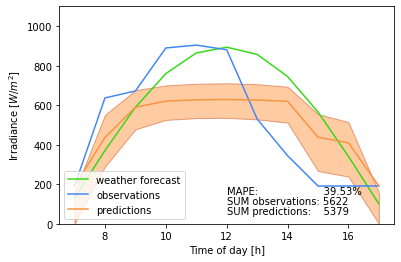 1000
800
600
400
200
0
Irradiance [W/m²]
weather forecast
observations
predictions
MAPE: 39.53%
SUM observations: 5622
SUM predictions: 5379
8 10 12 14 16
Time of day [h]